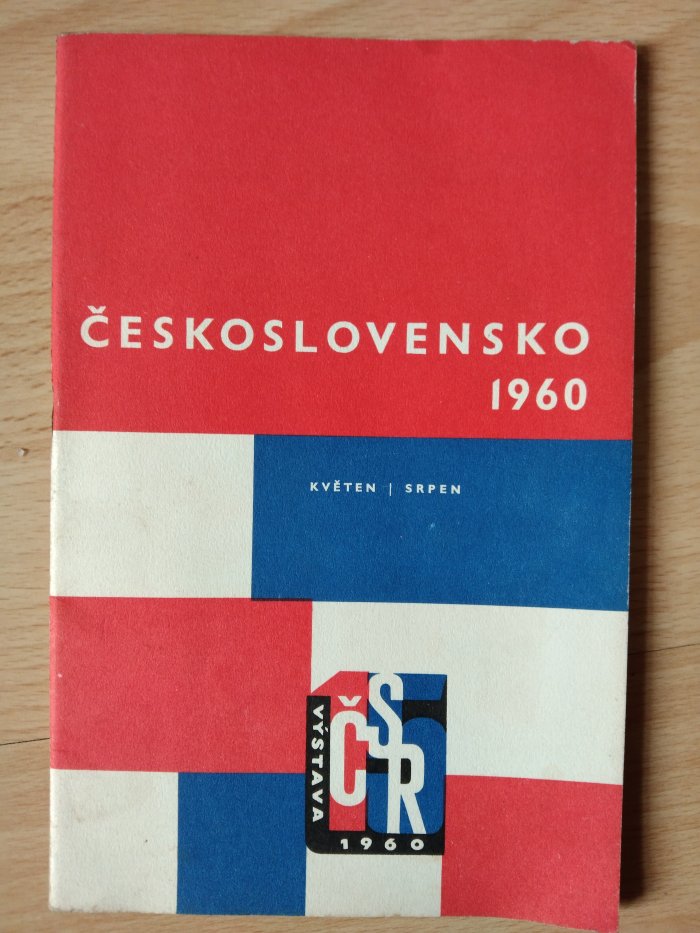 ČESKOSLOVENSKO
1960
KVĚTEN | SRPEN
15
ČSR
VÝSTAVA
1960